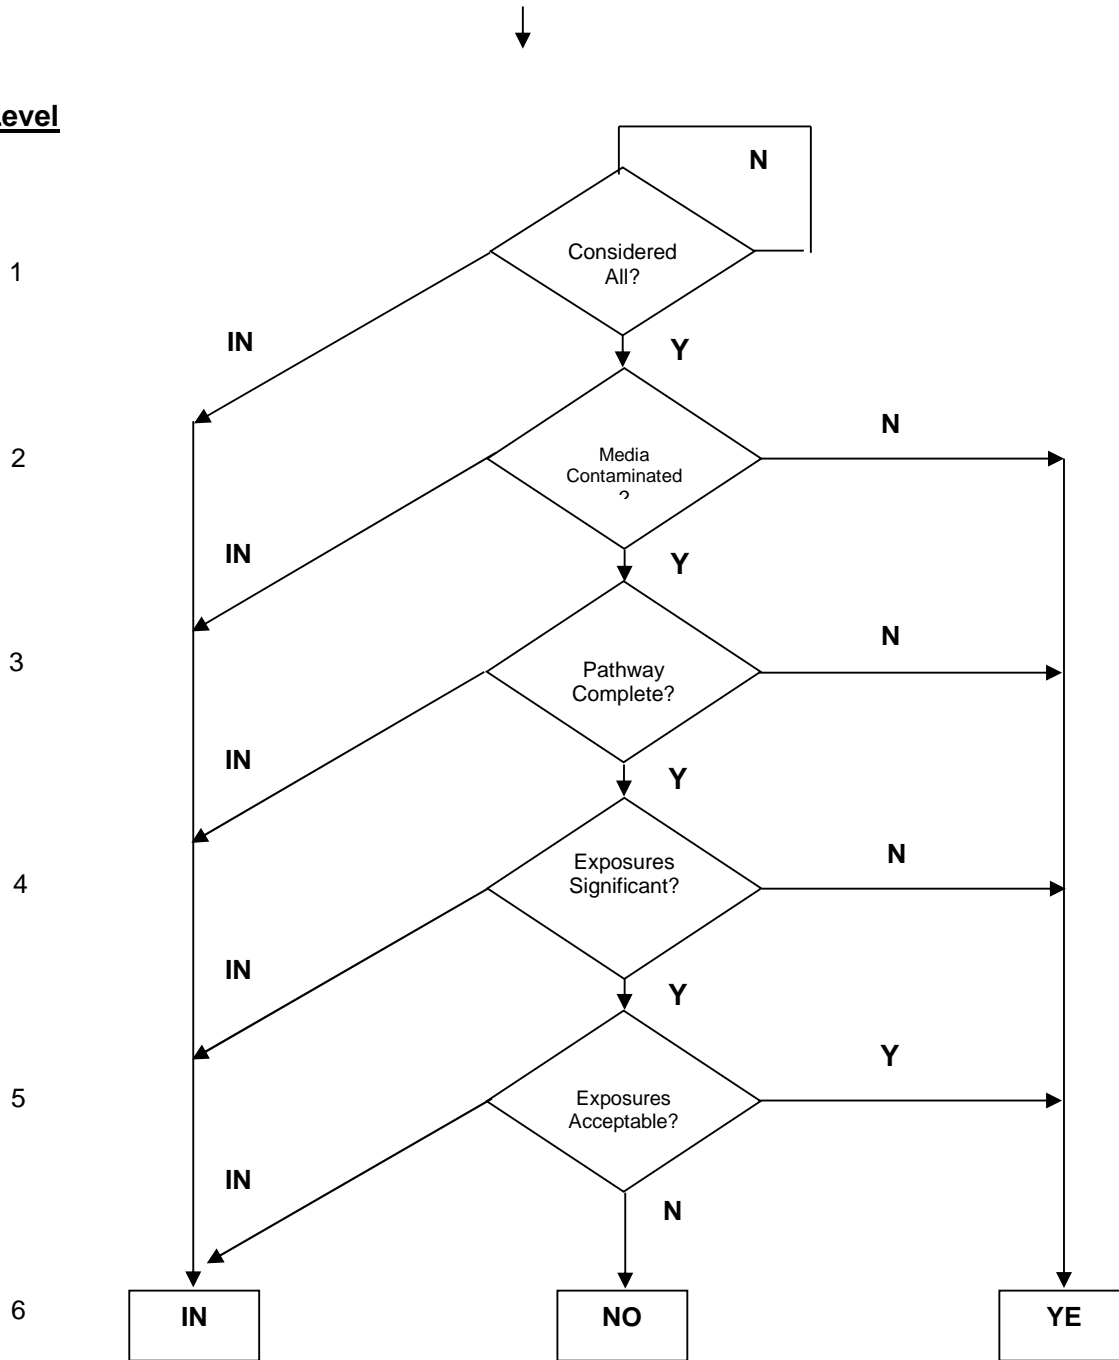 evel
N
1
Considered
All?
IN
Y
N
2
Media
Contaminated
?
IN
Y
N
3
Pathway
Complete?
IN
Y
N
4
Exposures
Significant?
IN
Y
Y
5
Exposures
Acceptable?
IN
N
6
IN
NO
YE